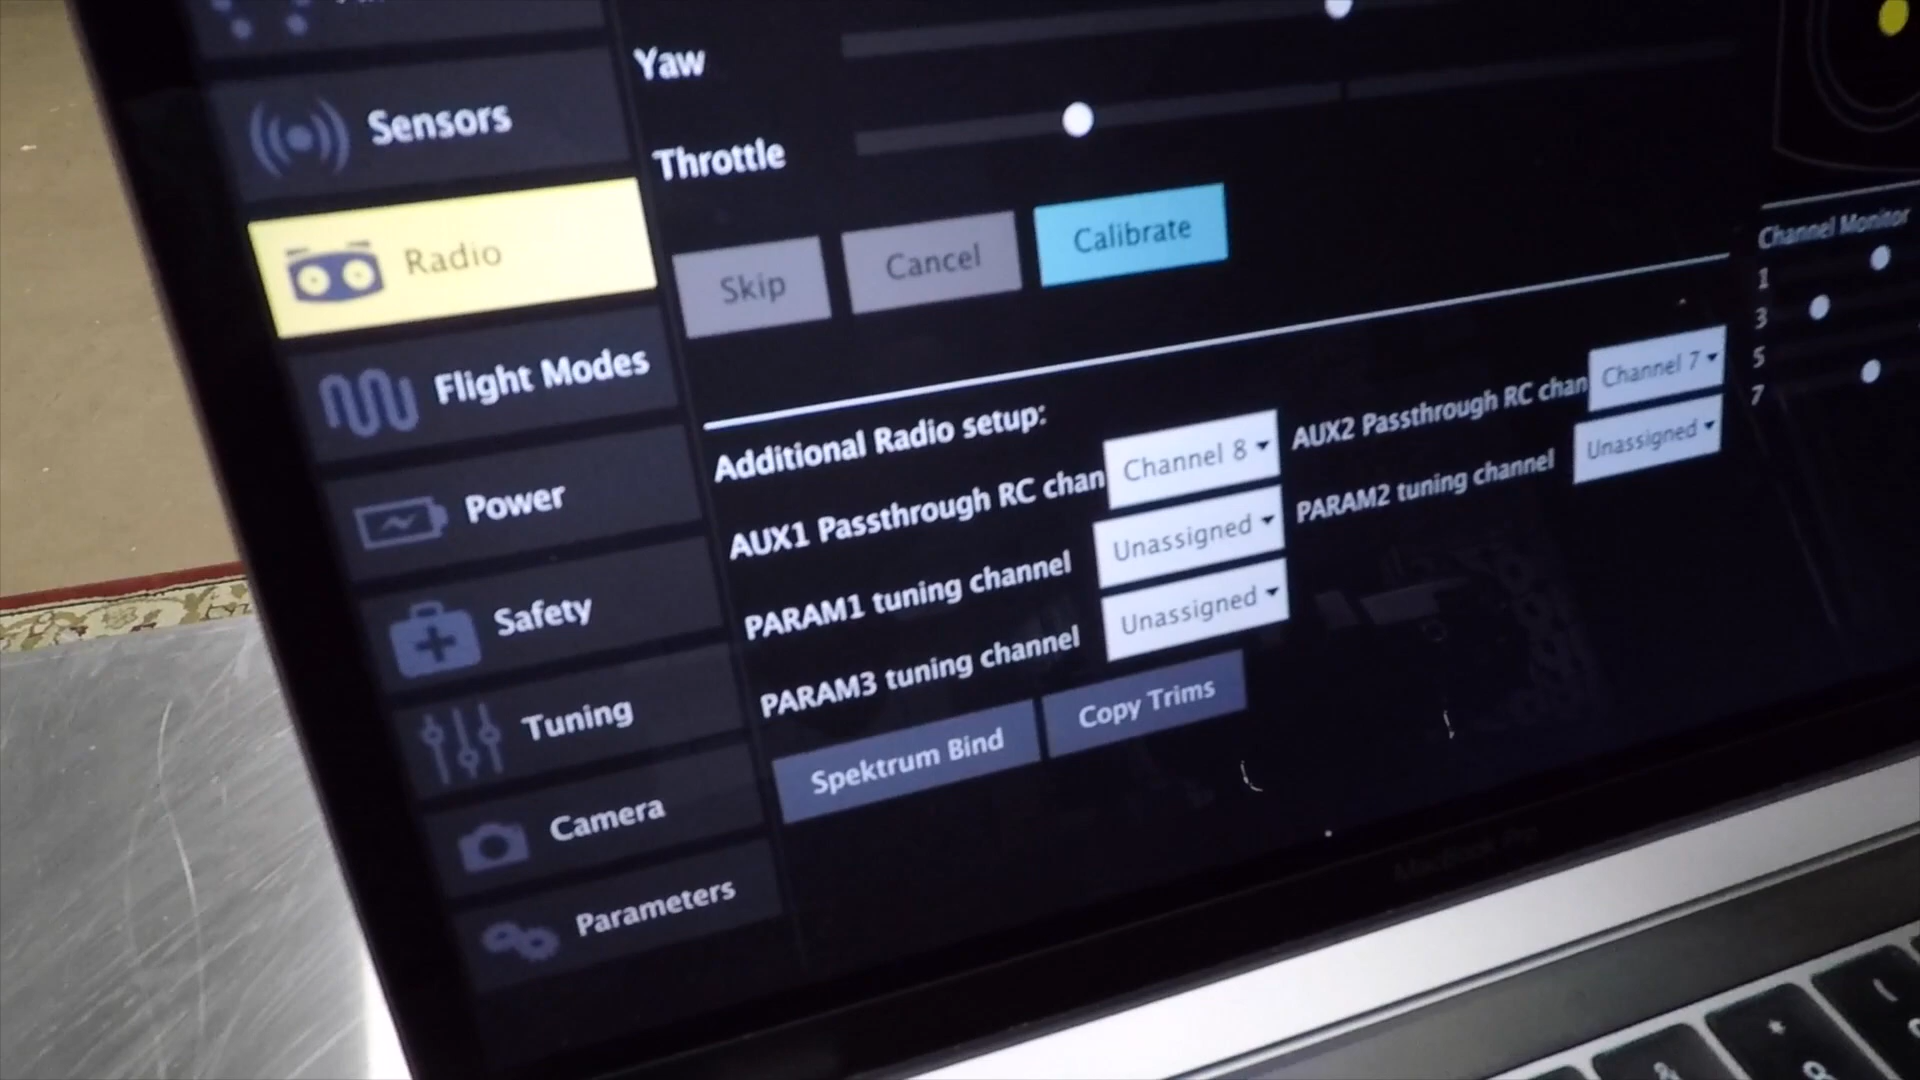 Yaw
Sensors
Throttle
Radio
Skip
Cancel
Calibrate
Channel Monitor
1
3
5
7
Flight Modes
Additional Radio setup:
AUX1 Passthrough RC chan
Channel 8
AUX2 Passthrough RC chan
Channel 7
PARAM1 tuning channel
Unassigned
PARAM2 tuning channel
Unassigned
PARAM3 tuning channel
Unassigned
Spektrum Bind
Copy Trims
Power
Safety
Tuning
Camera
Parameters
MacBook Pro
&
*